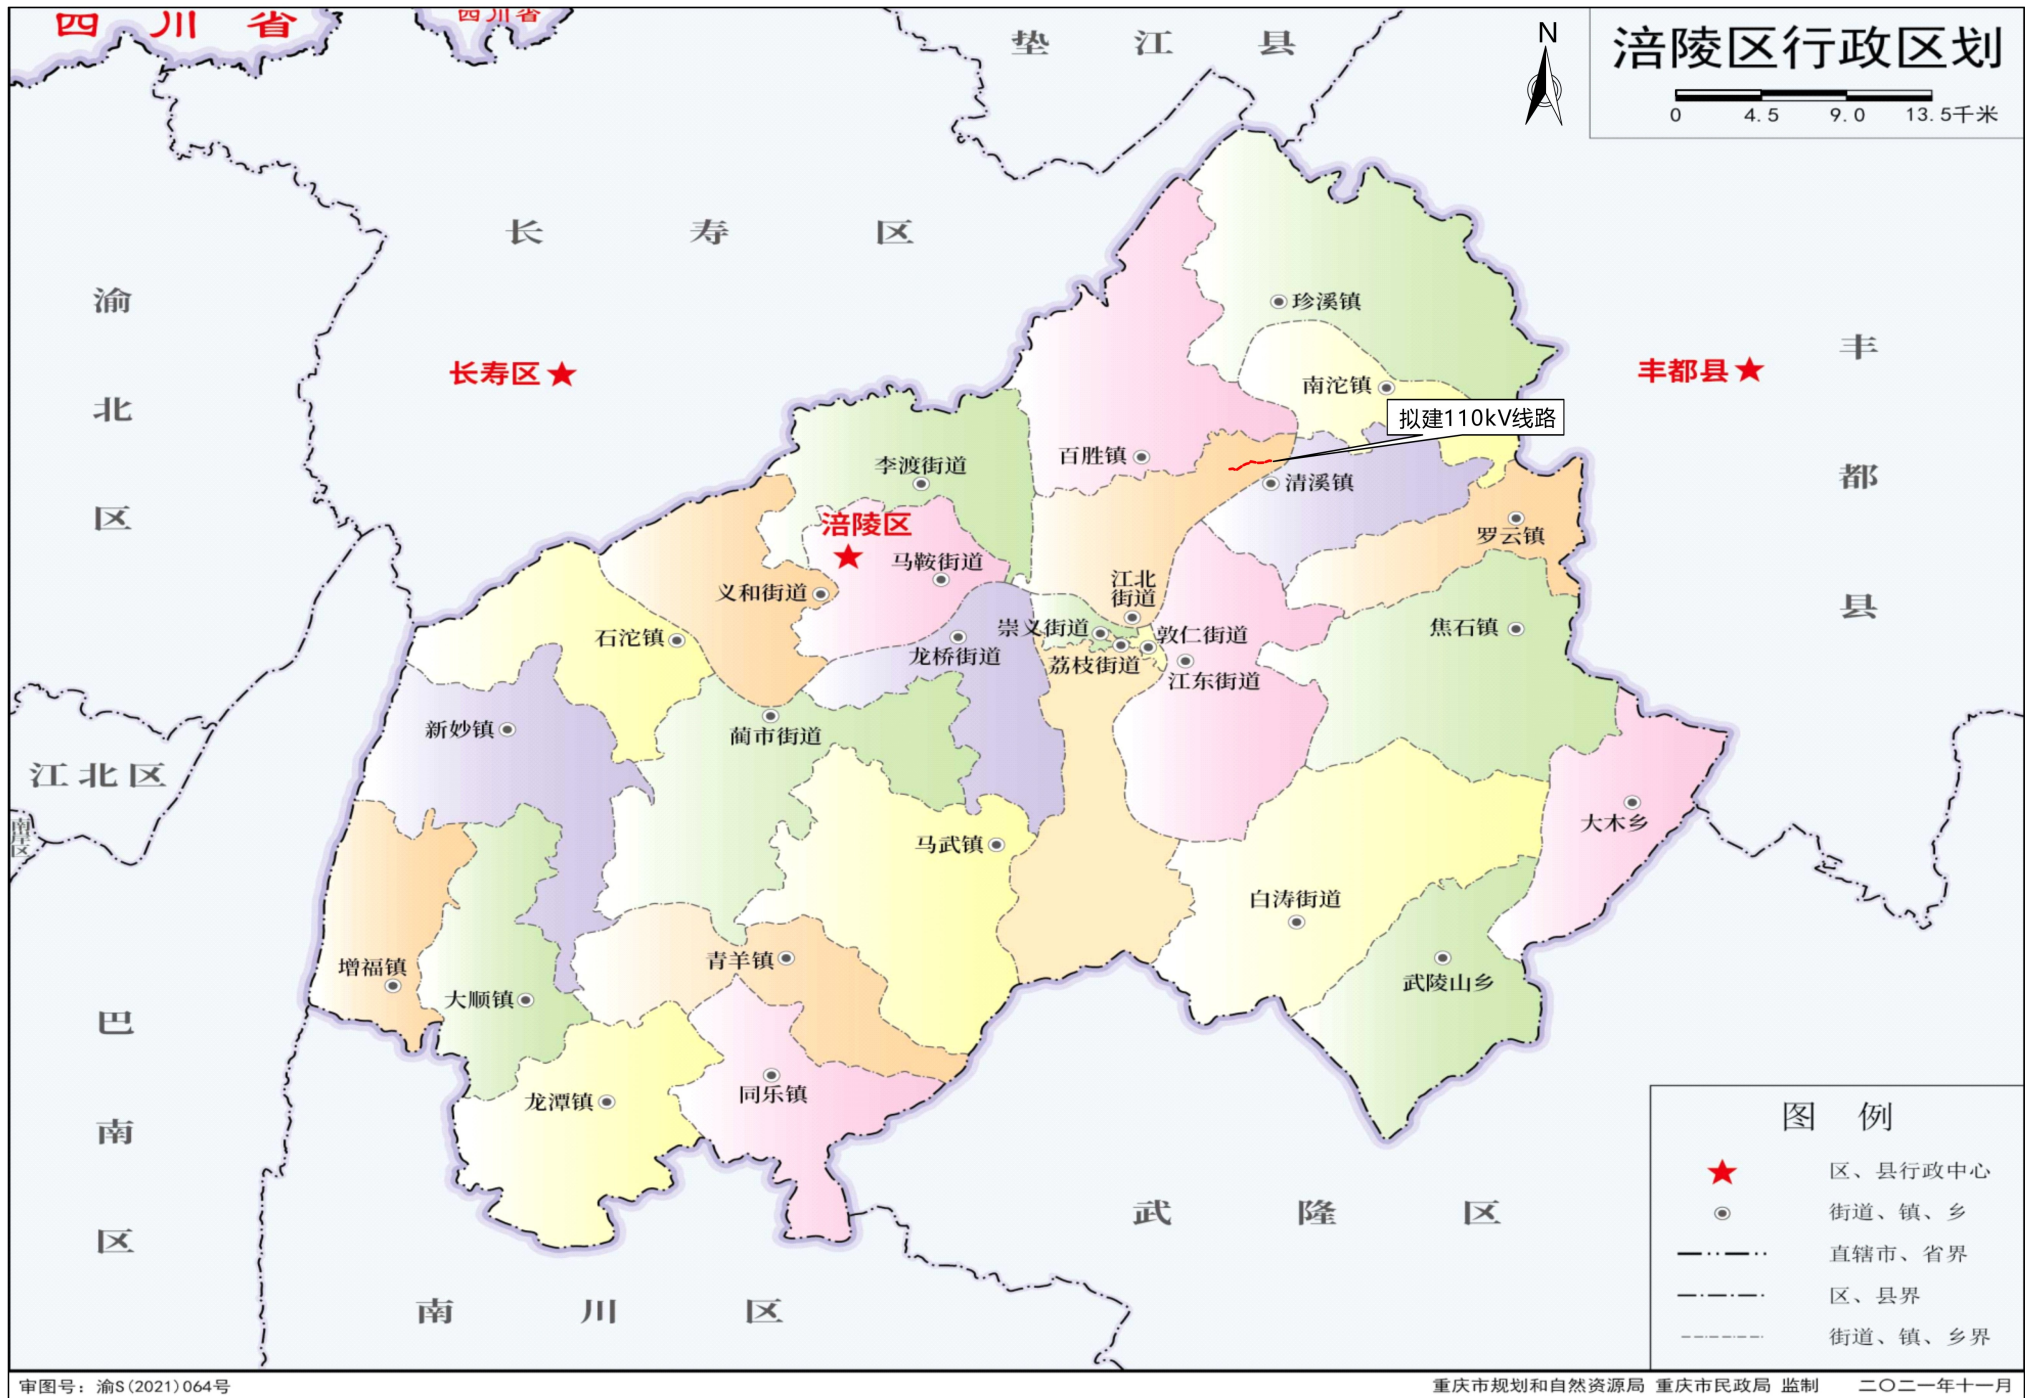 四川省
四川省
垫江县
N
涪陵区行政区划
0 4.5 9.0 13.5千米
长寿区
渝北区
长寿区
珍溪镇
丰都县
丰都县
南沱镇
拟建110kV线路
百胜镇
李渡街道
清溪镇
涪陵区
罗云镇
马鞍街道
义和街道
江北
街道
崇义街道
敦仁街道
焦石镇
石沱镇
龙桥街道
荔枝街道
江东街道
新妙镇
蔺市街道
江北区
南岸区
大木乡
马武镇
白涛街道
增福镇
青羊镇
大顺镇
武陵山乡
巴南区
龙潭镇
同乐镇
武隆区
南川区
图例
区、县行政中心
街道、镇、乡
直辖市、省界
区、县界
街道、镇、乡界
审图号：渝S(2021)064号
重庆市规划和自然资源局 重庆市民政局 监制 二〇二一年十一月